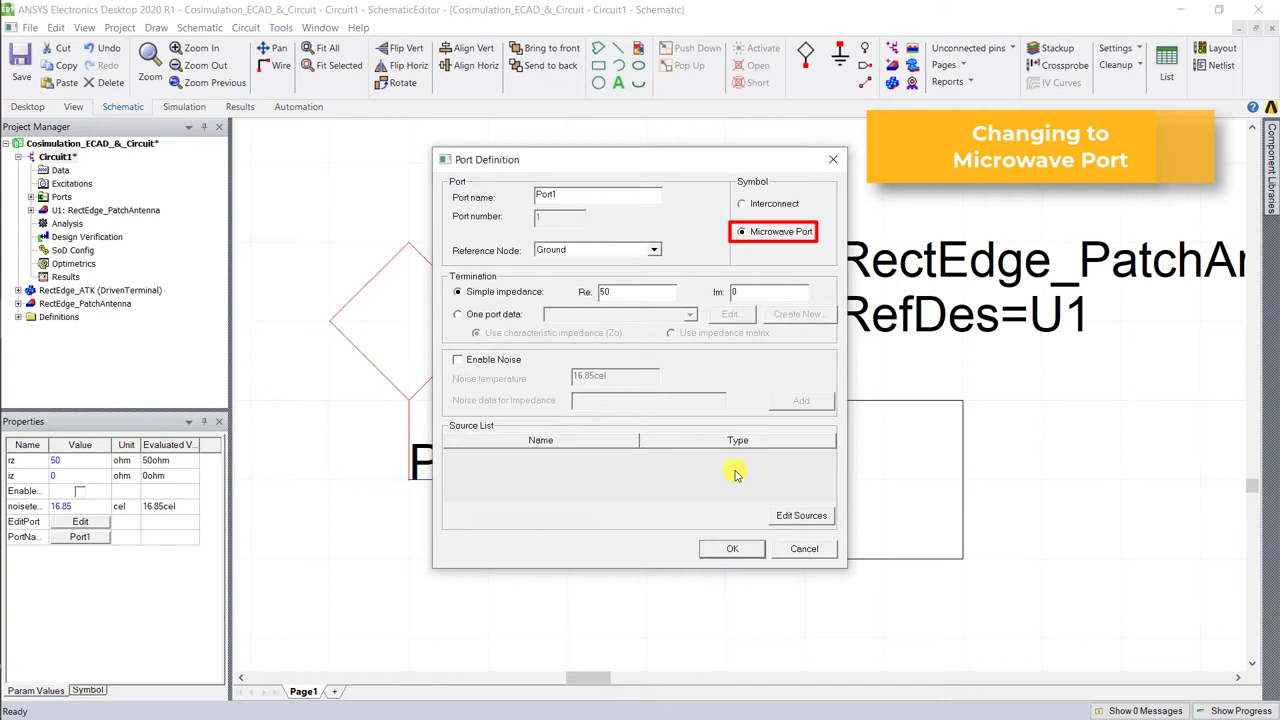 ANSYS Electronics Desktop 2020 R1 - Cosimulation_ECAD_&_Circuit - Circuit1 - SchematicEditor - [Cosimulation_ECAD_&_Circuit - Circuit1 - Schematic]
File Edit View Project Draw Schematic Circuit Tools Window Help
Save
Cut
Copy
Paste
Undo
Redo
Delete
Zoom
Zoom In
Zoom Out
Zoom Previous
Pan
Wire
Fit All
Fit Selected
Flip Vert
Flip Horiz
Rotate
Align Vert
Align Horiz
Bring to front
Send to back
Push Down
Pop Up
Activate
Open
Short
Unconnected pins
Pages
Reports
Stackup
Crossprobe
IV Curves
Settings
Cleanup
List
Layout
Netlist
Desktop View Schematic Simulation Results Automation
Project Manager
Cosimulation_ECAD_&_Circuit*
Circuit1*
Data
Excitations
Ports
U1: RectEdge_PatchAntenna
Analysis
Design Verification
SoD Config
Optimetrics
Results
RectEdge_ATK (DrivenTerminal)
RectEdge_PatchAntenna
Definitions
Properties
Name Value Unit Evaluated V...
rz 50 ohm 50ohm
iz 0 ohm 0ohm
Enable...
noisete... 16.85 cel 16.85cel
EditPort Edit
PortNa... Port1
Param Values Symbol
Ready
Changing to
Microwave Port
Component Libraries
RectEdge_PatchAn
RefDes=U1
P
Port Definition
Port
Port name: Port1
Port number: 1
Reference Node: Ground
Symbol
Interconnect
Microwave Port
Termination
Simple impedance: Re: 50 Im: 0
One port data: Edit... Create New...
Use characteristic impedance (Zo) Use impedance matrix
Enable Noise
Noise temperature 16.85cel
Noise data for Impedance Add
Source List
Name Type
Edit Sources
OK Cancel
Page1 +
Show 0 Messages Show Progress